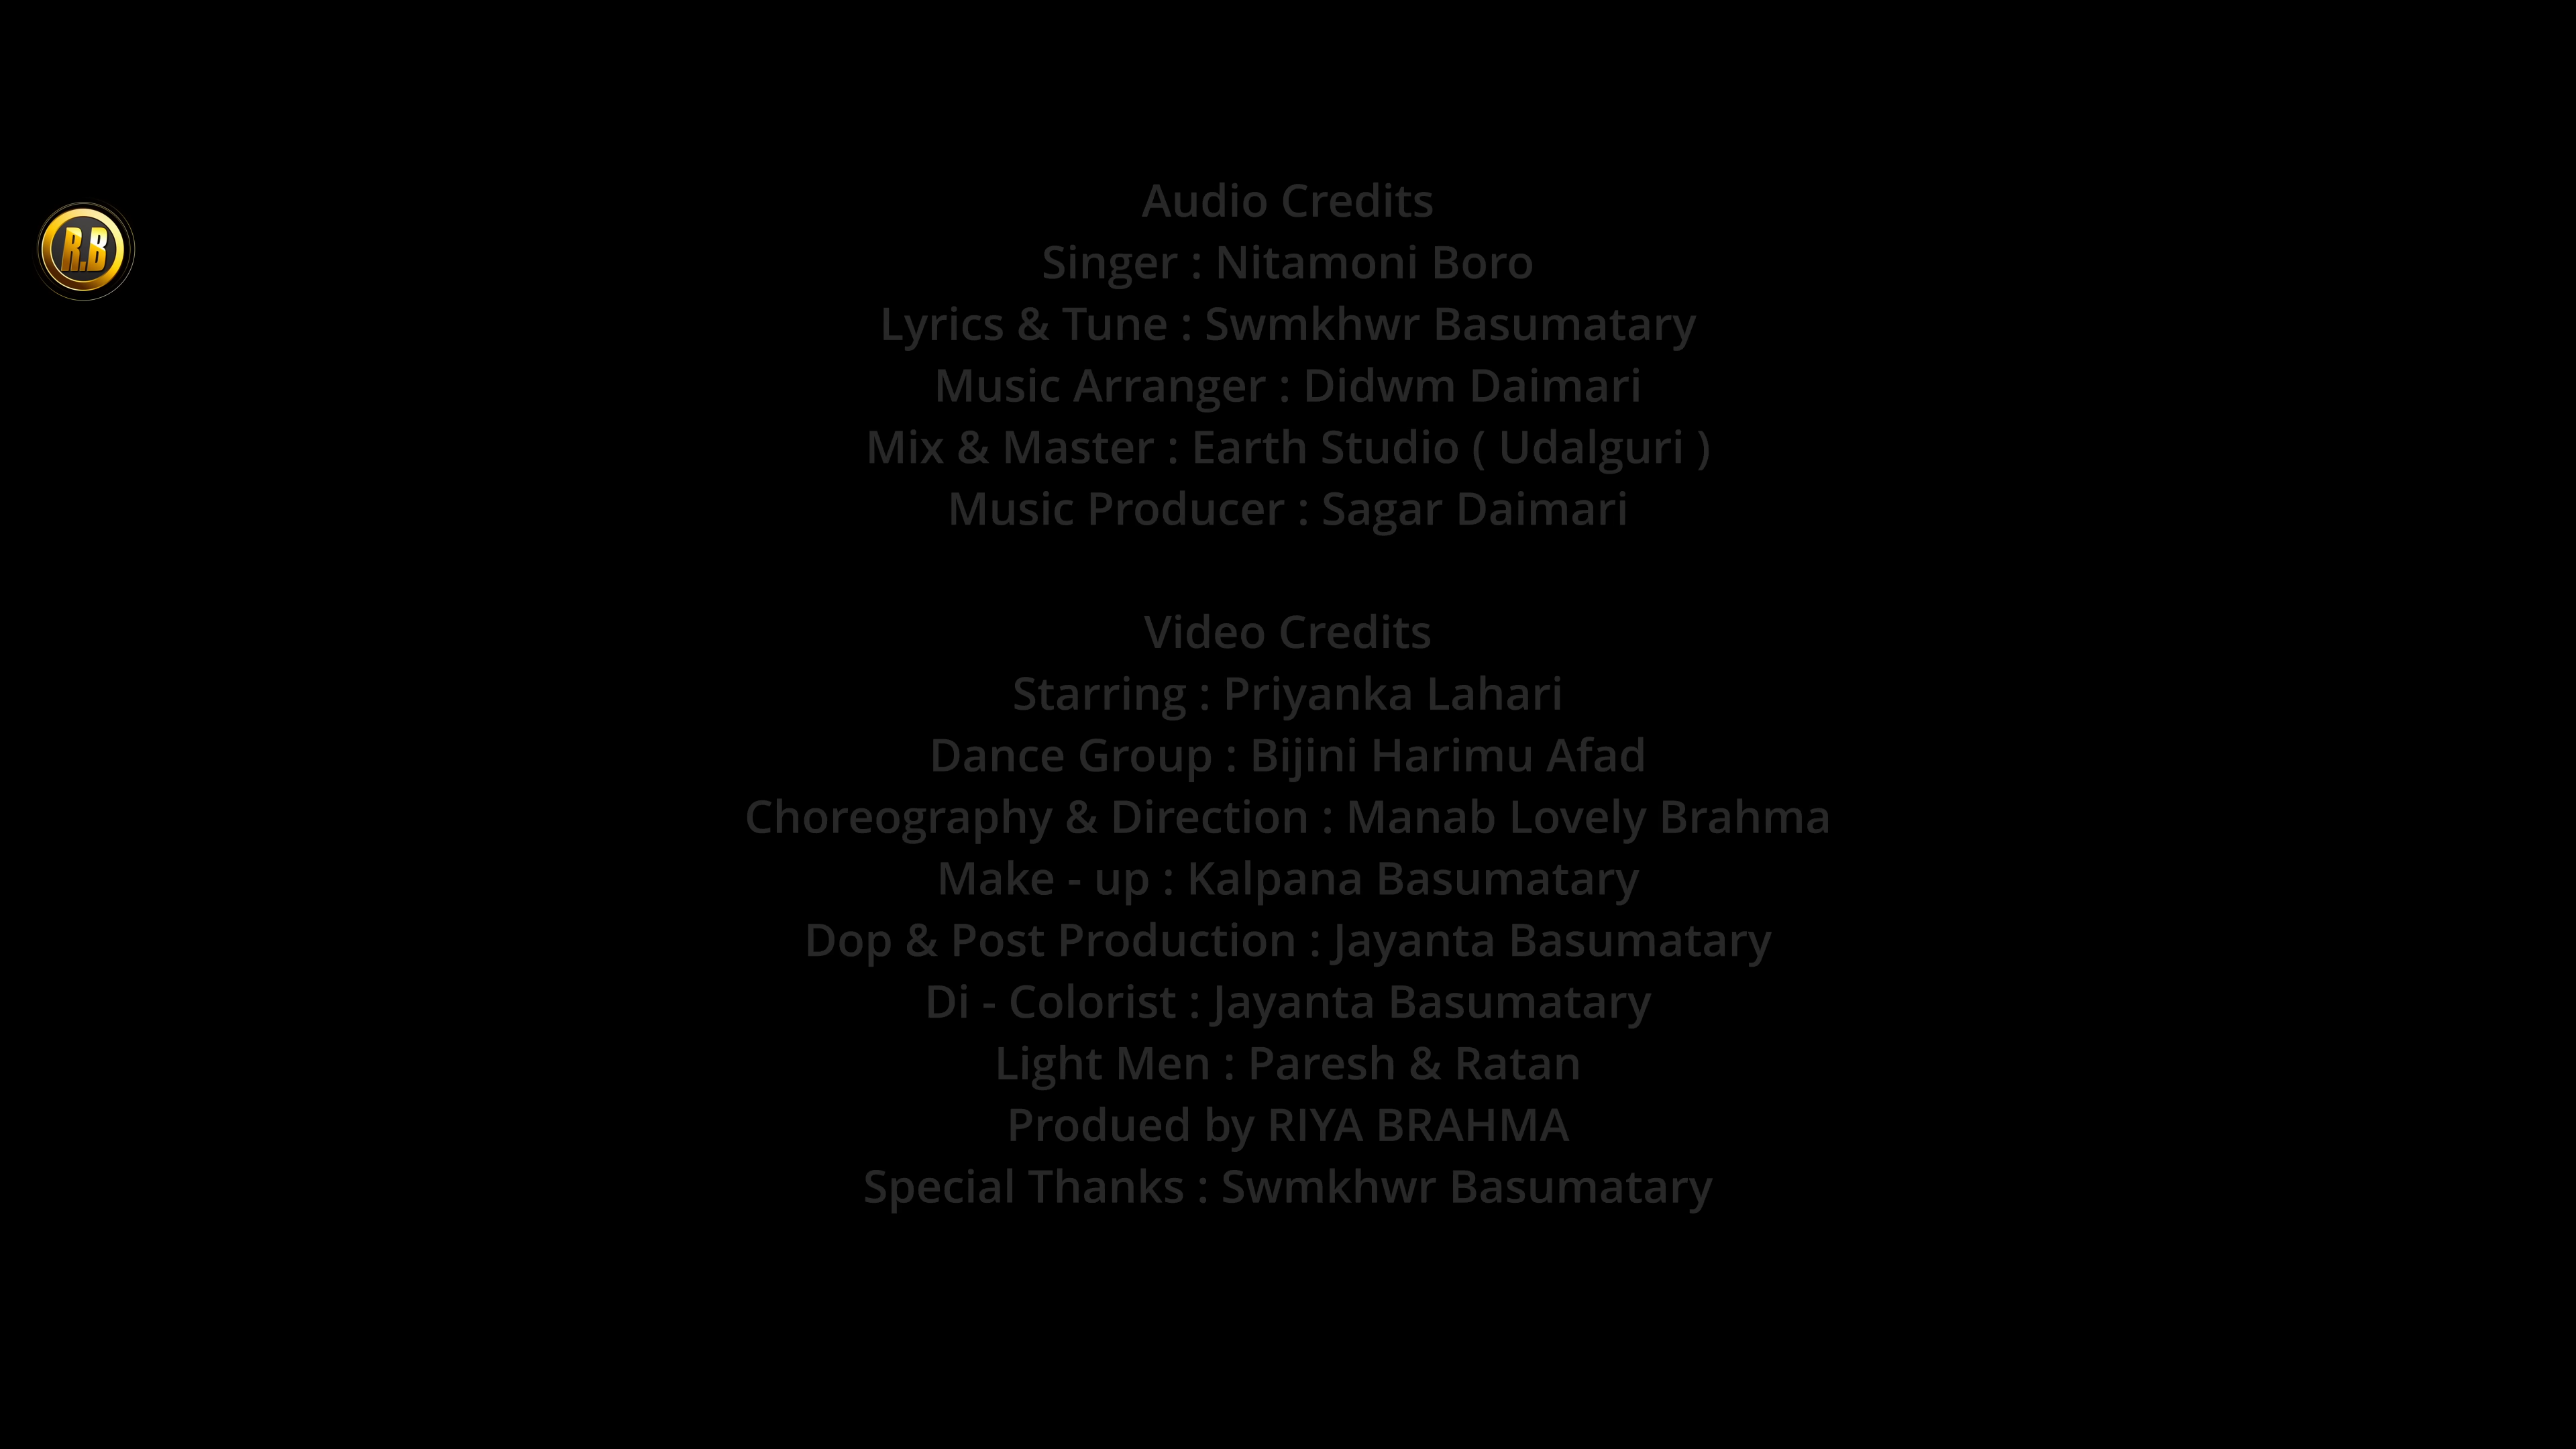 R.B
Audio Credits
Singer : Nitamoni Boro
Lyrics & Tune : Swmkhwr Basumatary
Music Arranger : Didwm Daimari
Mix & Master : Earth Studio ( Udalguri )
Music Producer : Sagar Daimari
Video Credits
Starring : Priyanka Lahari
Dance Group : Bijini Harimu Afad
Choreography & Direction : Manab Lovely Brahma
Make - up : Kalpana Basumatary
Dop & Post Production : Jayanta Basumatary
Di - Colorist : Jayanta Basumatary
Light Men : Paresh & Ratan
Produed by RIYA BRAHMA
Special Thanks : Swmkhwr Basumatary